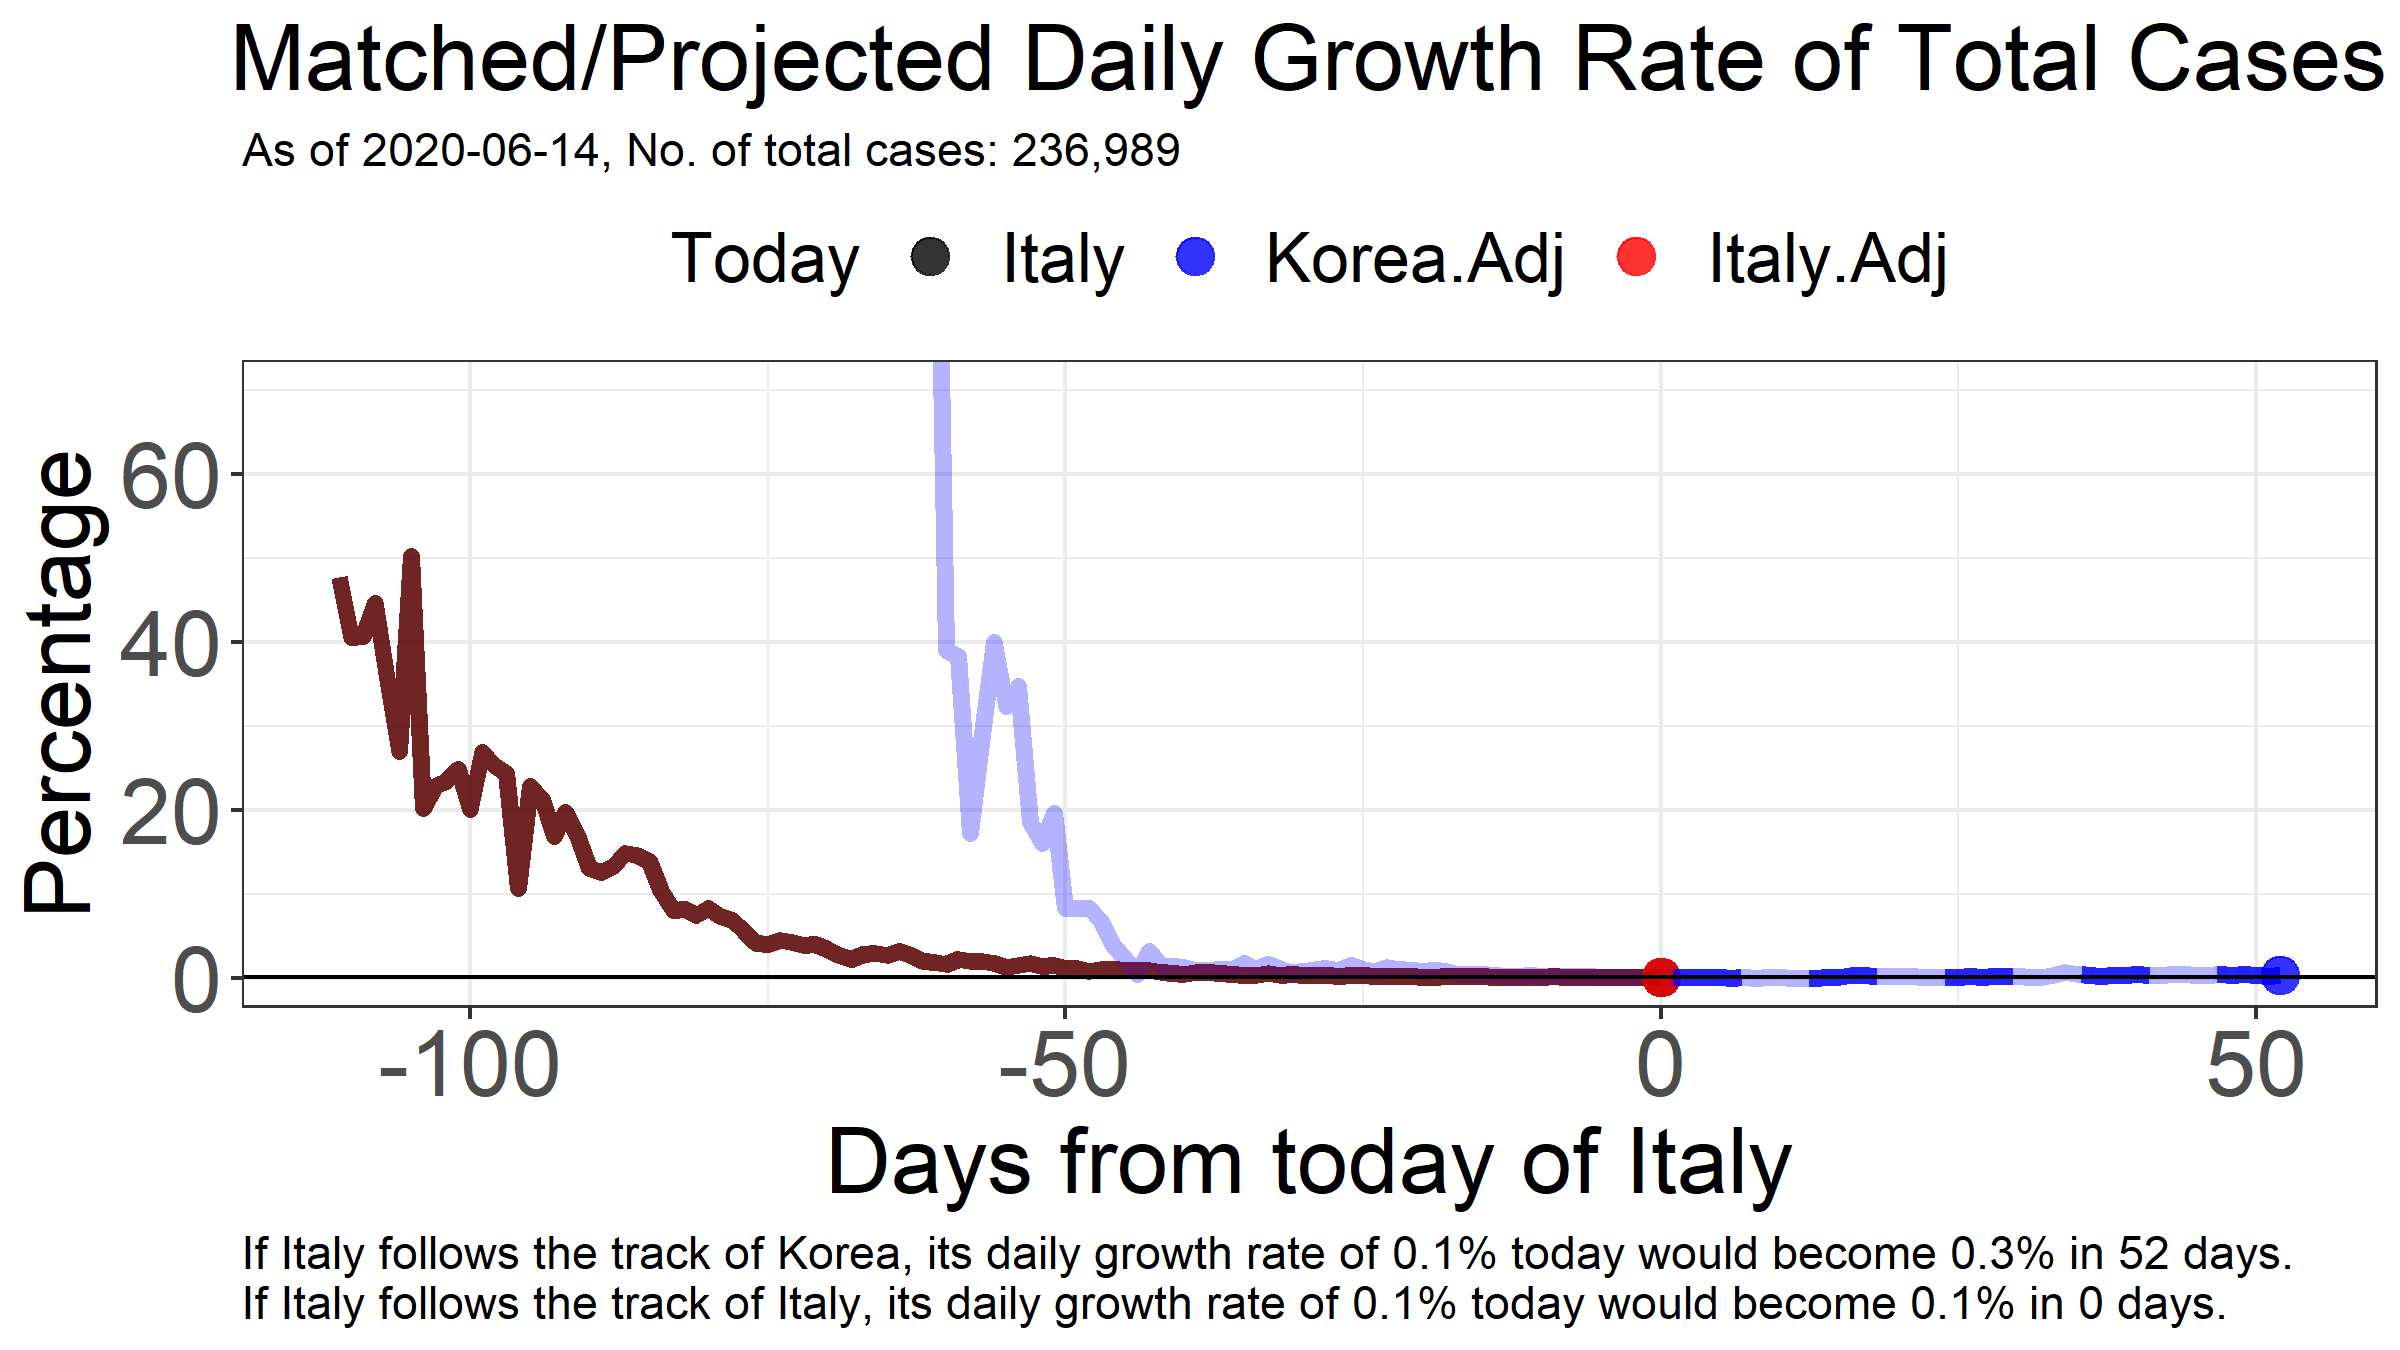 Matched/Projected Daily Growth Rate of Total Cases
As of 2020-06-14, No. of total cases: 236,989
Today Italy Korea.Adj Italy.Adj
Percentage
60
40
20
0
-100 -50 0 50
Days from today of Italy
If Italy follows the track of Korea, its daily growth rate of 0.1% today would become 0.3% in 52 days.
If Italy follows the track of Italy, its daily growth rate of 0.1% today would become 0.1% in 0 days.